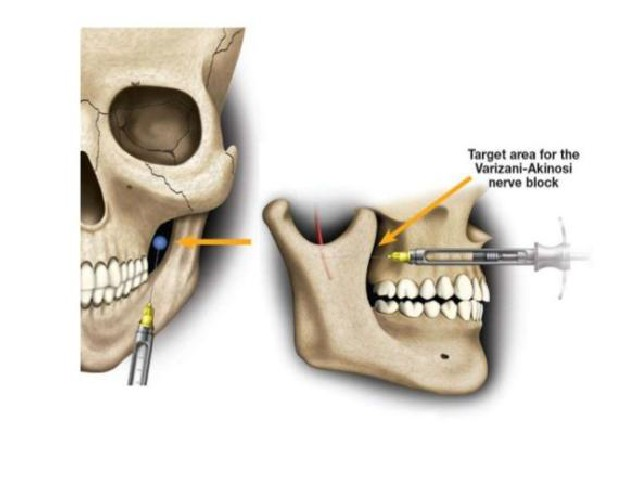 Target area for the
Varizani-Akinosi
nerve block